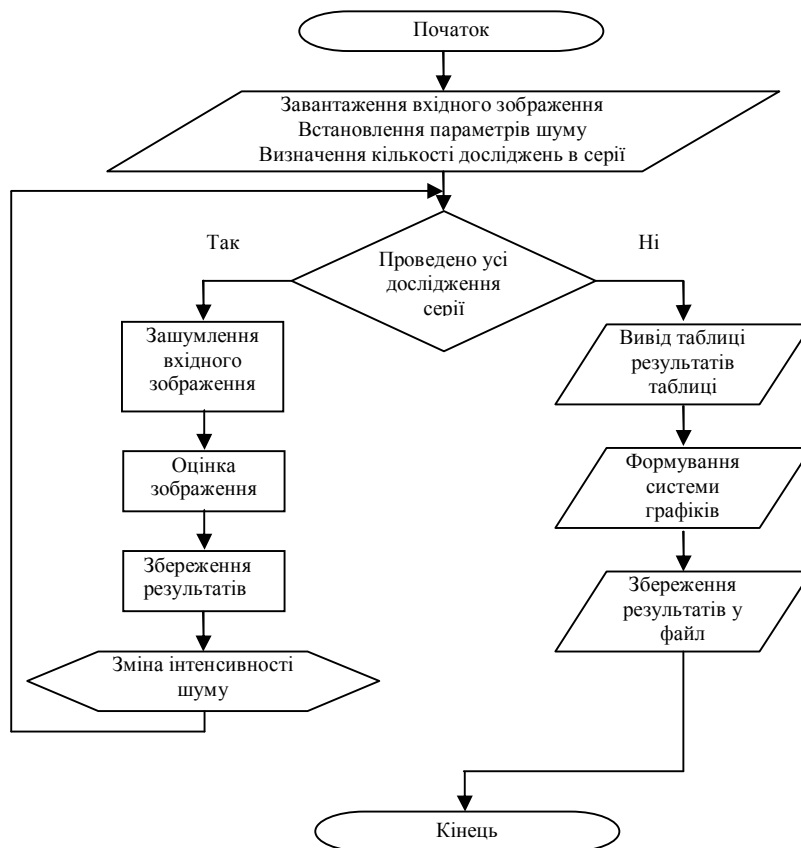 Початок
Завантаження вхідного зображення
Встановлення параметрів шуму
Визначення кількості досліджень в серії
Так
Ні
Проведено усі
дослідження
серії
Зашумлення
вхідного
зображення
Оцінка
зображення
Збереження
результатів
Зміна інтенсивності
шуму
Вивід таблиці
результатів
таблиці
Формування
системи
графіків
Збереження
результатів у
файл
Кінець